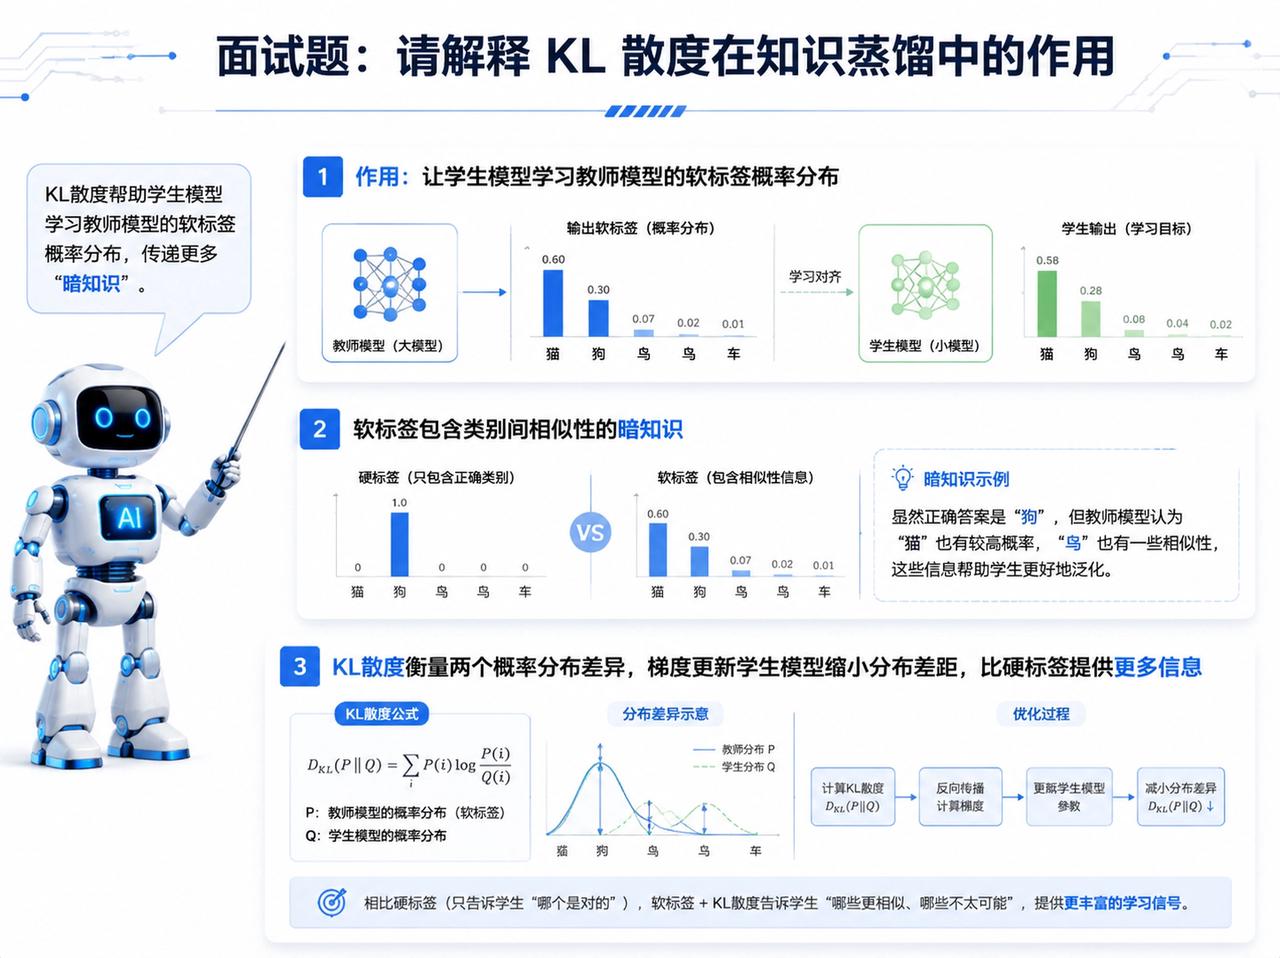 面试题：请解释 KL 散度在知识蒸馏中的作用
KL散度帮助学生模型
学习教师模型的软标签
概率分布，传递更多
“暗知识”。
AI
1 作用：让学生模型学习教师模型的软标签概率分布
教师模型（大模型）
输出软标签（概率分布）
0.60 0.30 0.07 0.02 0.01
猫 狗 鸟 鸟 车
学习对齐
学生模型（小模型）
学生输出（学习目标）
0.58 0.28 0.08 0.04 0.02
猫 狗 鸟 鸟 车
2 软标签包含类别间相似性的暗知识
硬标签（只包含正确类别）
0 1.0 0 0 0
猫 狗 鸟 鸟 车
VS
软标签（包含相似性信息）
0.60 0.30 0.07 0.02 0.01
猫 狗 鸟 鸟 车
暗知识示例
显然正确答案是“狗”，但教师模型认为
“猫”也有较高概率，“鸟”也有一些相似性，
这些信息帮助学生更好地泛化。
3 KL散度衡量两个概率分布差异，梯度更新学生模型缩小分布差距，比硬标签提供更多信息
KL散度公式
D_KL(P‖Q) = ∑_i P(i) log P(i)/Q(i)
P：教师模型的概率分布（软标签）
Q：学生模型的概率分布
分布差异示意
教师分布 P
学生分布 Q
猫 狗 鸟 鸟 车
优化过程
计算KL散度
D_KL(P‖Q)
反向传播
计算梯度
学生模型
参数
减小分布差异
D_KL(P‖Q) ↓
相比硬标签（只告诉学生“哪个是对的”），软标签 + KL散度告诉学生“哪些更相似、哪些不太可能”，提供更丰富的学习信号。